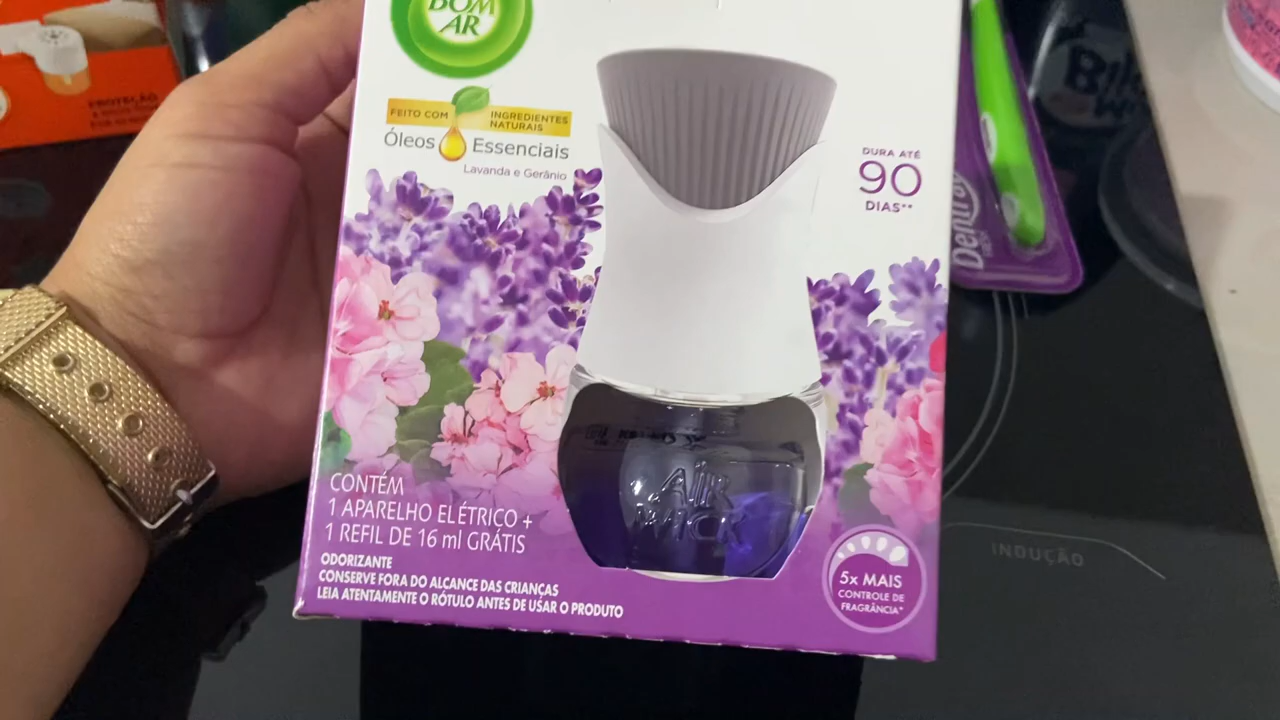 BOM
AR
FEITO COM
INGREDIENTES
NATURAIS
Óleos Essenciais
Lavanda e Gerânio
DURA ATÉ
90
DIAS**
AiR
WiCK
CONTÉM
1 APARELHO ELÉTRICO +
1 REFIL DE 16 ml GRÁTIS
ODORIZANTE
CONSERVE FORA DO ALCANCE DAS CRIANÇAS
LEIA ATENTAMENTE O RÓTULO ANTES DE USAR O PRODUTO
5x MAIS
CONTROLE DE
FRAGRÂNCIA*
PROTEÇÃO
INDUÇÃO